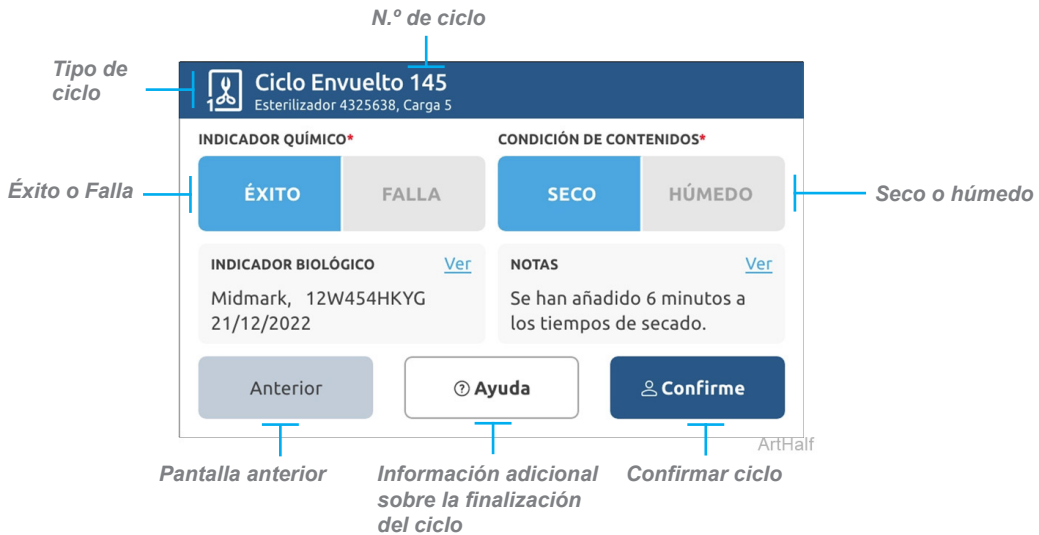 N.º de ciclo
Tipo de
ciclo
1
Ciclo Envuelto 145
Esterilizador 4325638, Carga 5
INDICADOR QUÍMICO*
CONDICIÓN DE CONTENIDOS*
Éxito o Falla
ÉXITO
FALLA
SECO
HÚMEDO
Seco o húmedo
INDICADOR BIOLÓGICO
Ver
NOTAS
Ver
Midmark, 12W454HKYG
21/12/2022
Se han añadido 6 minutos a
los tiempos de secado.
Anterior
? Ayuda
Confirme
ArtHalf
Pantalla anterior
Información adicional
sobre la finalización
del ciclo
Confirmar ciclo